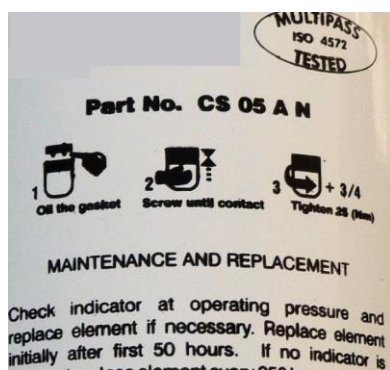 MULTIPASS
ISO 4572
TESTED
Part No. CS 05 A N
1 2 3 + 3/4
Oil the gasket Screw until contact Tighten 25 (Nm)
MAINTENANCE AND REPLACEMENT
Check indicator at operating pressure and
replace element if necessary. Replace element
initially after first 50 hours. If no indicator is
element every